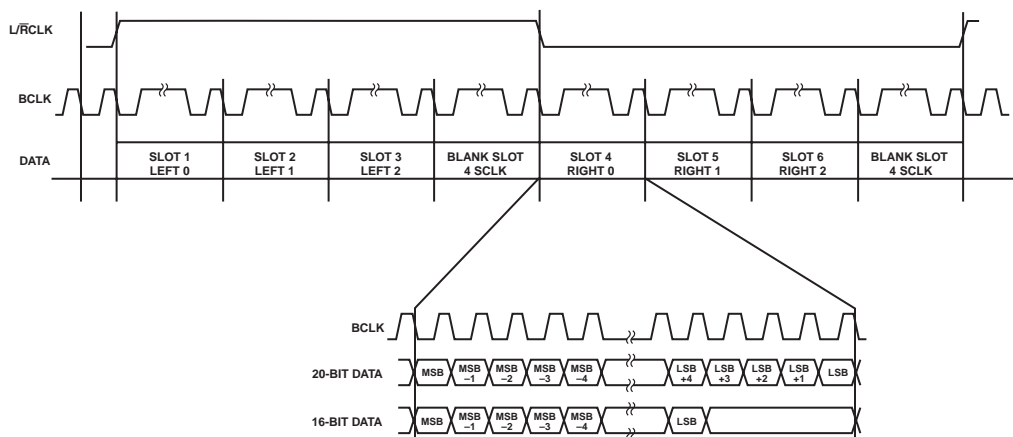 L/R̅CLK
BCLK
DATA
SLOT 1
LEFT 0
SLOT 2
LEFT 1
SLOT 3
LEFT 2
BLANK SLOT
4 SCLK
SLOT 4
RIGHT 0
SLOT 5
RIGHT 1
SLOT 6
RIGHT 2
BLANK SLOT
4 SCLK
BCLK
20-BIT DATA
MSB
MSB
–1
MSB
–2
MSB
–3
MSB
–4
LSB
+4
LSB
+3
LSB
+2
LSB
+1
LSB
16-BIT DATA
MSB
MSB
–1
MSB
–2
MSB
–3
MSB
–4
LSB